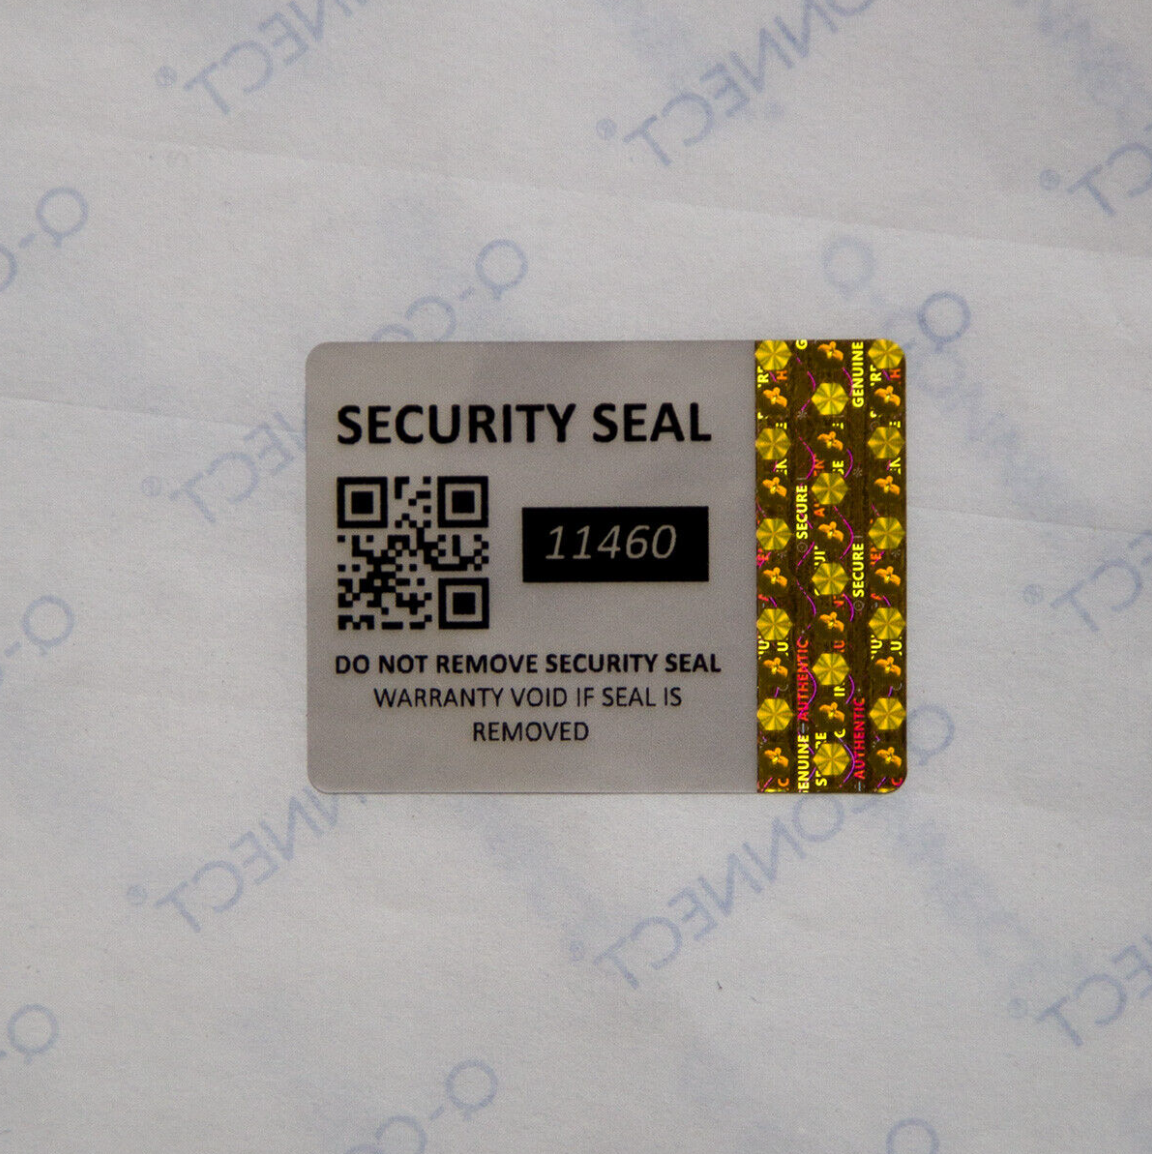 SECURITY SEAL
11460
DO NOT REMOVE SECURITY SEAL
WARRANTY VOID IF SEAL IS
REMOVED
GENUINE
SECURE
SECURE
AUTHENTIC
AUTHENTIC
Q-CONNECT®